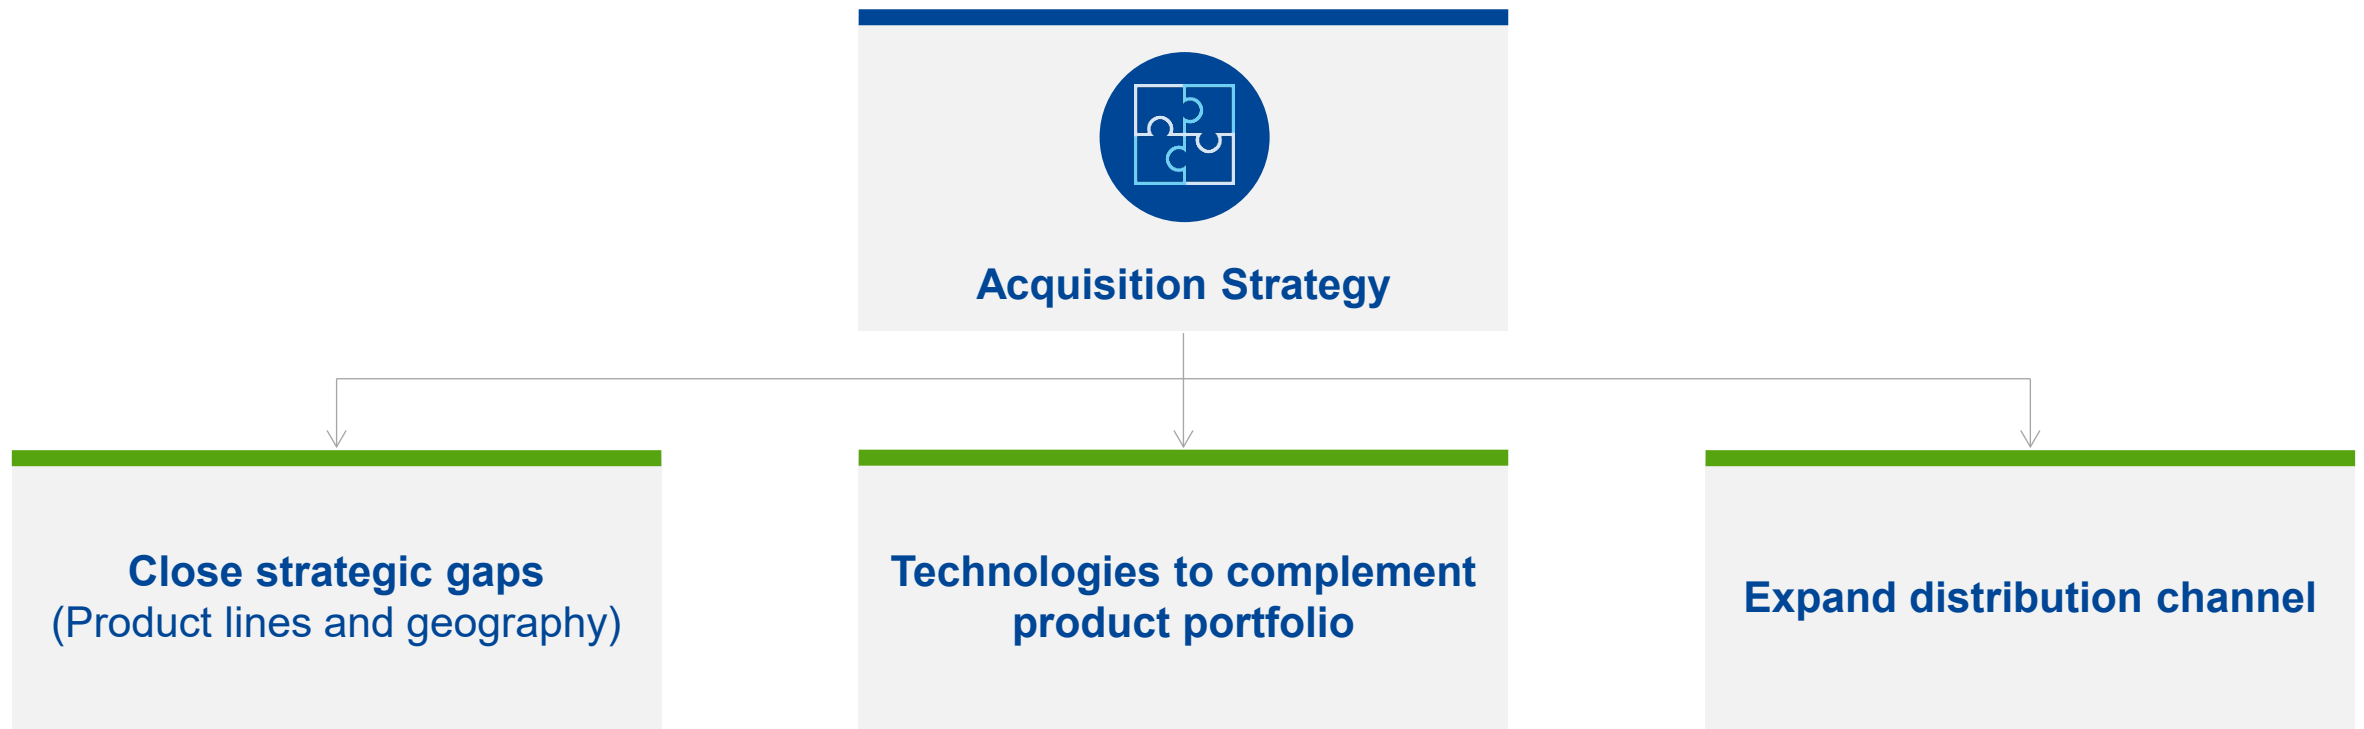 Acquisition Strategy
Close strategic gaps
(Product lines and geography)
Technologies to complement
product portfolio
Expand distribution channel